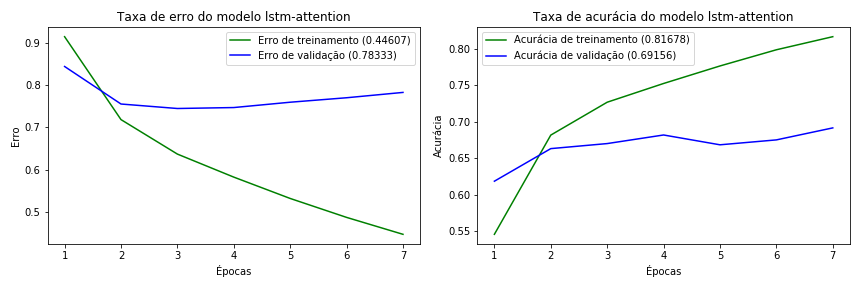 Taxa de erro do modelo lstm-attention
Erro de treinamento (0.44607)
Erro de validação (0.78333)
0.9
0.8
0.7
0.6
0.5
Erro
1 2 3 4 5 6 7
Épocas
Taxa de acurácia do modelo lstm-attention
Acurácia de treinamento (0.81678)
Acurácia de validação (0.69156)
0.80
0.75
0.70
0.65
0.60
0.55
Acurácia
1 2 3 4 5 6 7
Épocas